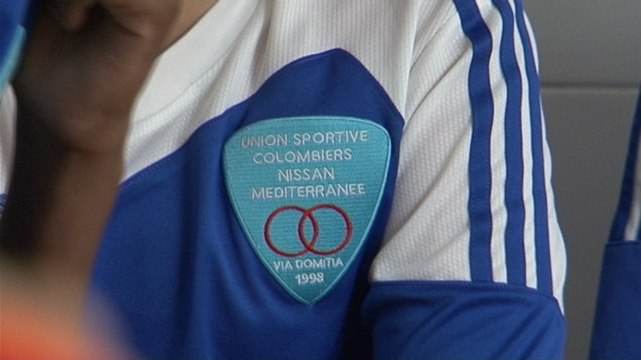 UNION SPORTIVE
COLOMBIERS
NISSAN
MEDITERRANEE
VIA DOMITIA
1998